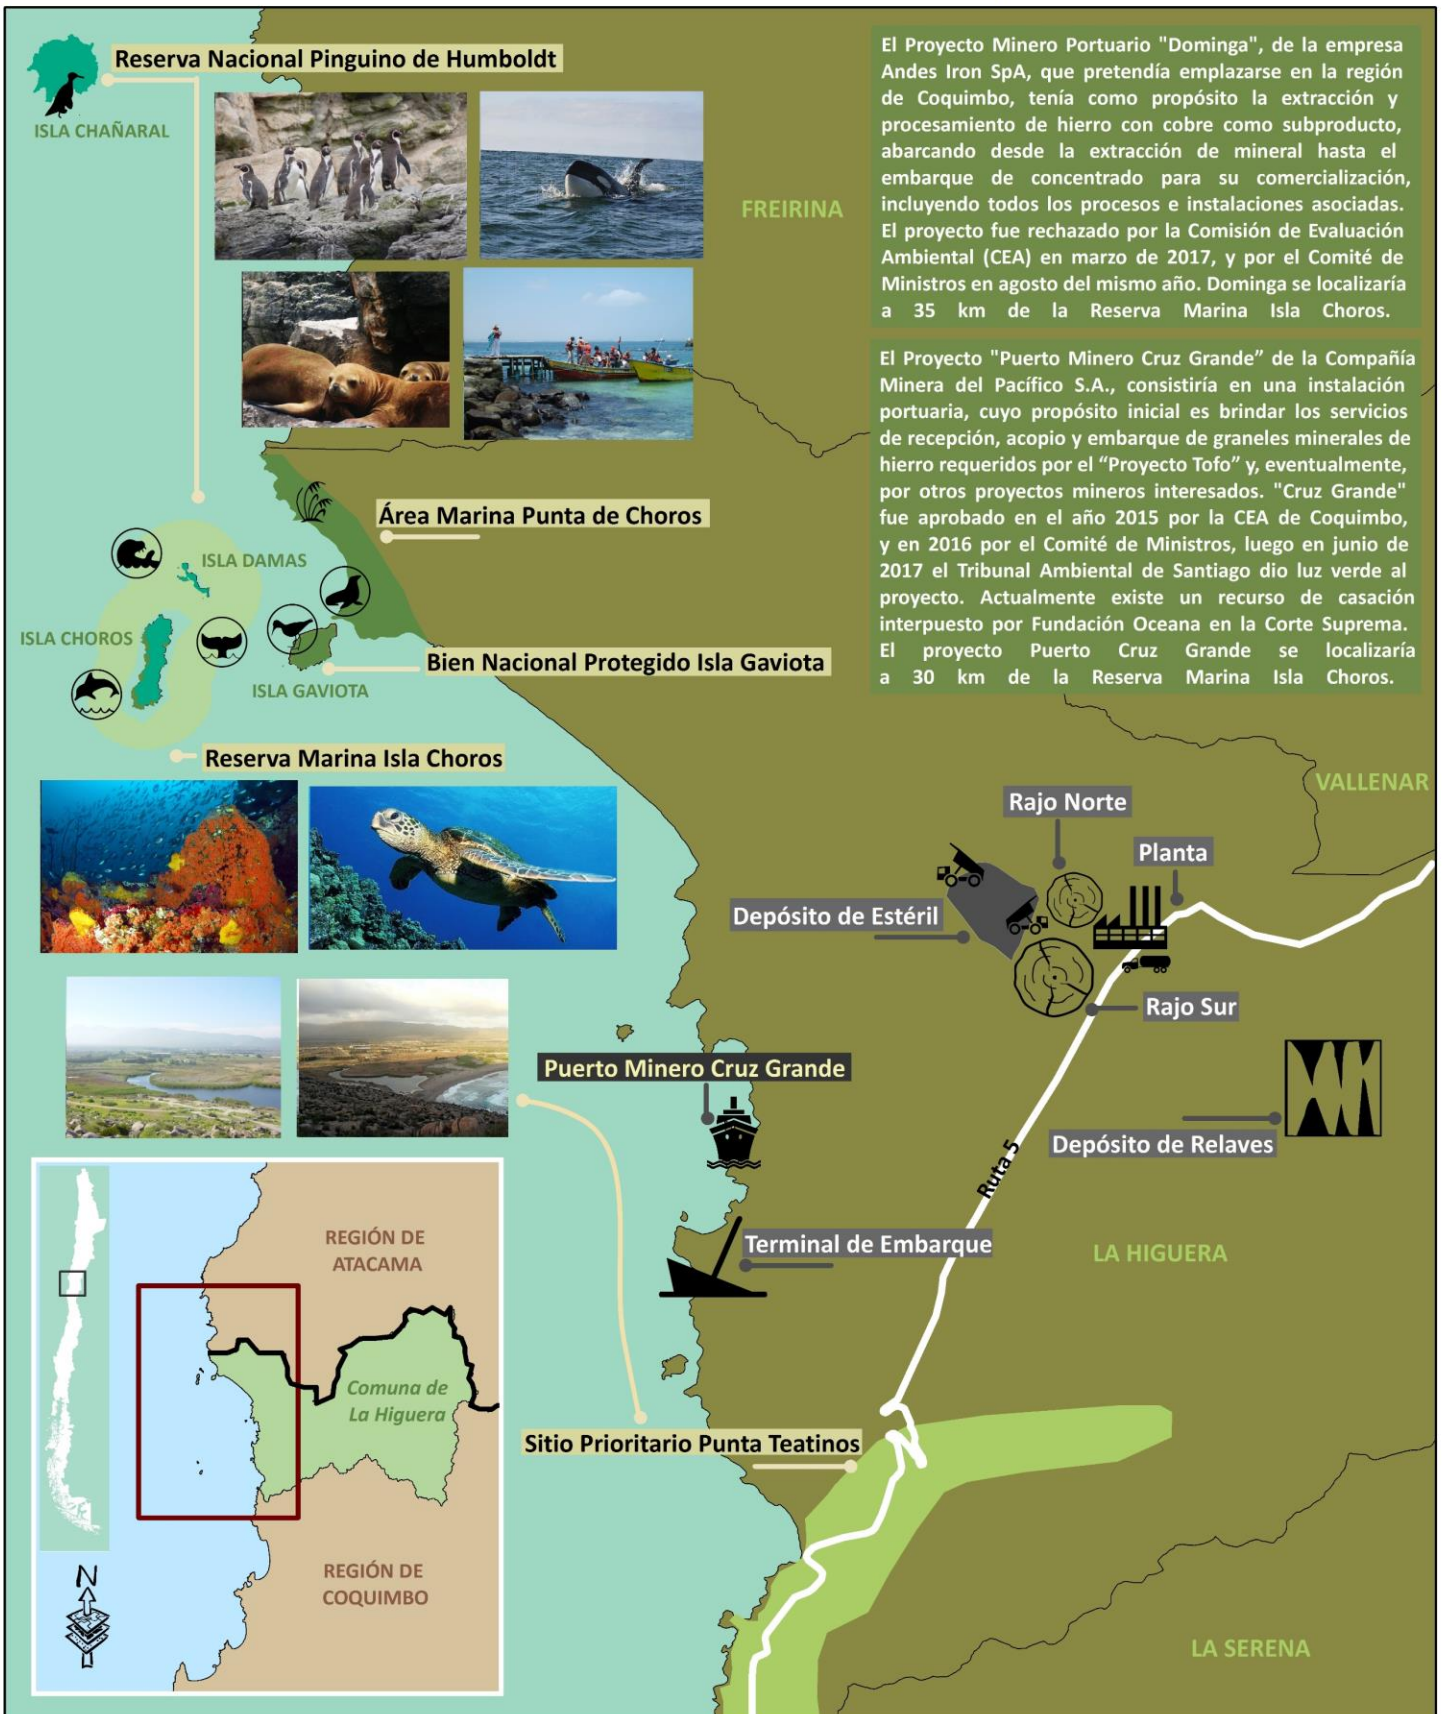 Reserva Nacional Pinguino de Humboldt
ISLA CHAÑARAL
FREIRINA
El Proyecto Minero Portuario "Dominga", de la empresa
Andes Iron SpA, que pretendía emplazarse en la región
de Coquimbo, tenía como propósito la extracción y
procesamiento de hierro con cobre como subproducto,
abarcando desde la extracción de mineral hasta el
embarque de concentrado para su comercialización,
incluyendo todos los procesos e instalaciones asociadas.
El proyecto fue rechazado por la Comisión de Evaluación
Ambiental (CEA) en marzo de 2017, y por el Comité de
Ministros en agosto del mismo año. Dominga se localizaría
a 35 km de la Reserva Marina Isla Choros.
El Proyecto "Puerto Minero Cruz Grande” de la Compañía
Minera del Pacífico S.A., consistiría en una instalación
portuaria, cuyo propósito inicial es brindar los servicios
de recepción, acopio y embarque de graneles minerales de
hierro requeridos por el “Proyecto Tofo” y, eventualmente,
por otros proyectos mineros interesados. "Cruz Grande"
fue aprobado en el año 2015 por la CEA de Coquimbo,
y en 2016 por el Comité de Ministros, luego en junio de
2017 el Tribunal Ambiental de Santiago dio luz verde al
proyecto. Actualmente existe un recurso de casación
interpuesto por Fundación Oceana en la Corte Suprema.
El proyecto Puerto Cruz Grande se localizaría
a 30 km de la Reserva Marina Isla Choros.
Área Marina Punta de Choros
ISLA DAMAS
ISLA CHOROS
Bien Nacional Protegido Isla Gaviota
ISLA GAVIOTA
Reserva Marina Isla Choros
VALLENAR
Rajo Norte
Planta
Depósito de Estéril
Rajo Sur
Puerto Minero Cruz Grande
Depósito de Relaves
Ruta 5
Terminal de Embarque
LA HIGUERA
Sitio Prioritario Punta Teatinos
LA SERENA
REGIÓN DE
ATACAMA
Comuna de
La Higuera
REGIÓN DE
COQUIMBO
N